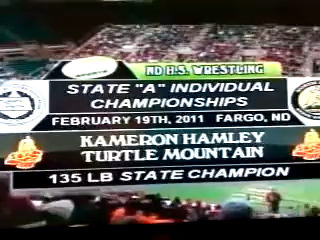 ND H.S. WRESTLING
STATE "A" INDIVIDUAL
CHAMPIONSHIPS
FEBRUARY 19TH, 2011 FARGO, ND
KAMERON HAMLEY
TURTLE MOUNTAIN
135 LB STATE CHAMPION